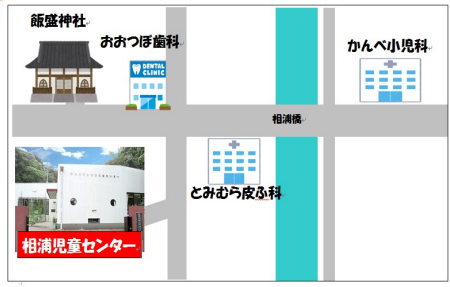 飯盛神社
おおつぼ歯科
かんべ小児科
DENTAL
CLINIC
相浦橋
とみむら皮ふ科
相浦児童センター